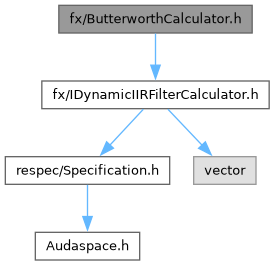 fx/ButterworthCalculator.h
fx/IDynamicIIRFilterCalculator.h
respec/Specification.h
vector
Audaspace.h